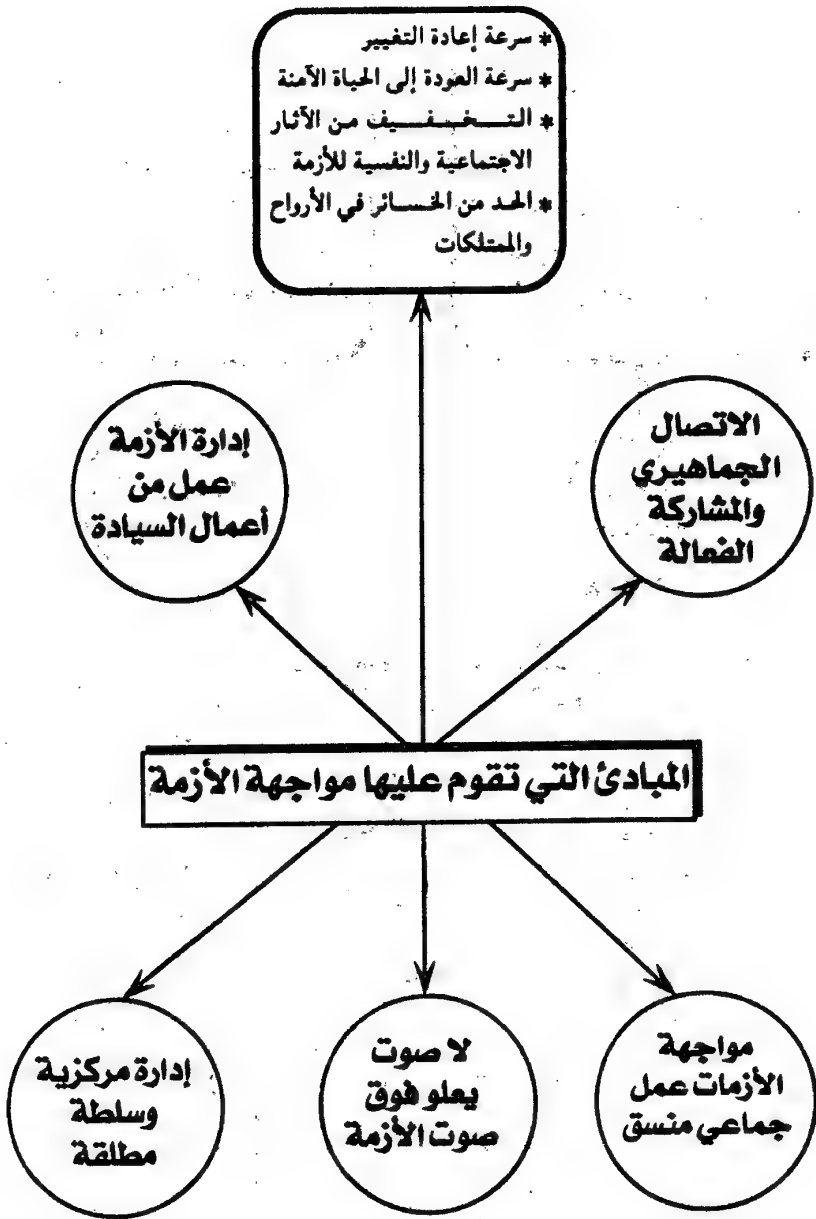 * سرعة إعادة التغيير
* سرعة العودة إلى الحياة الآمنة
* التـــخـــفـــيـــف من الآثار
الاجتماعية والنفسية للأزمة
* الحد من الخسـائر في الأرواح
والممتلكات
الاتصال
الجماهيري
والمشاركة
الفعالة
إدارة الأزمة
عمل من
أعمال السيادة
المبادئ التي تقوم عليها مواجهة الأزمة
مواجهة
الأزمات عمل
جماعي منسق
لا صوت
يعلو فوق
صوت الأزمة
إدارة مركزية
وسلطة
مطلقة